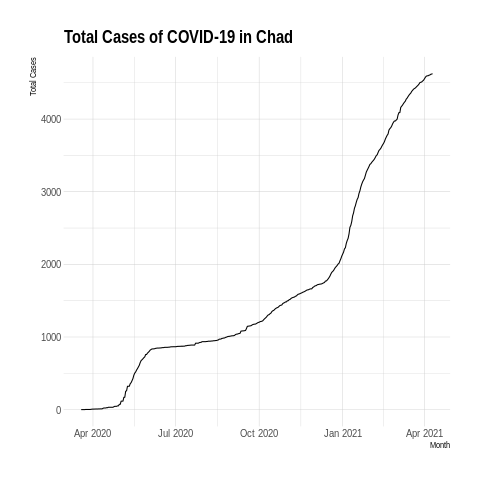 Total Cases of COVID-19 in Chad
Total Cases
4000
3000
2000
1000
0
Apr 2020 Jul 2020 Oct 2020 Jan 2021 Apr 2021
Month